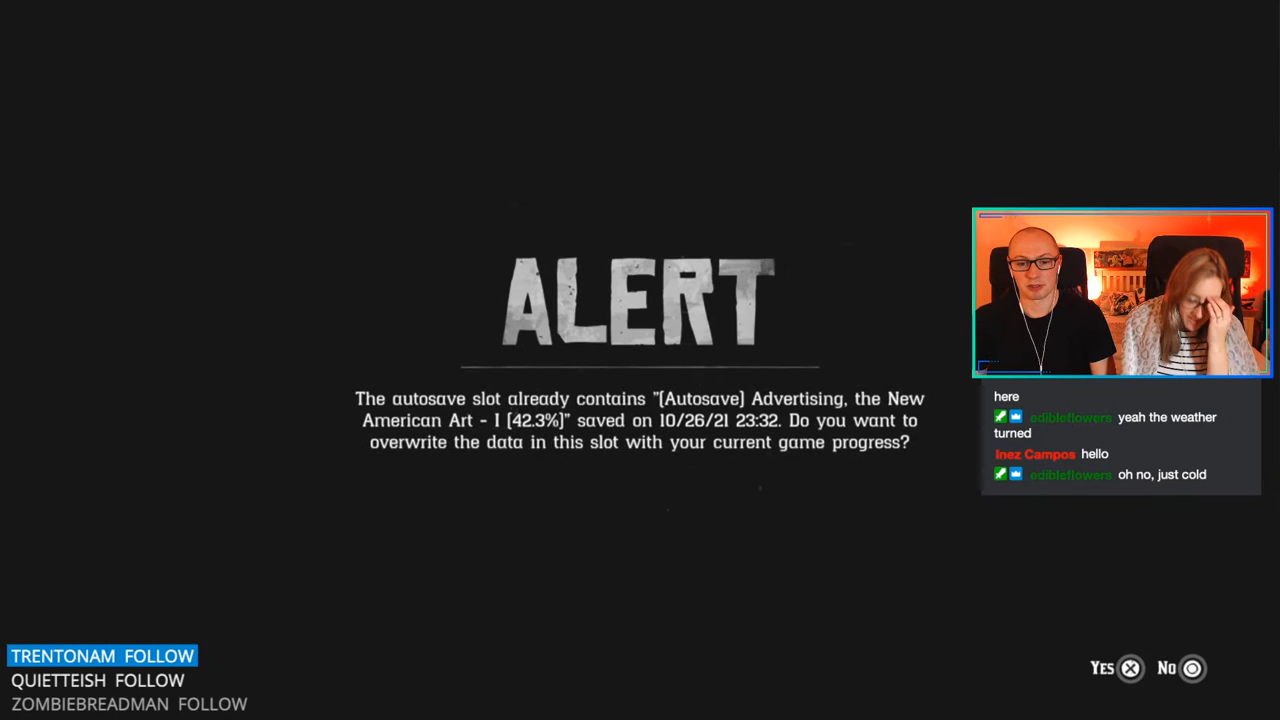 ALERT
The autosave slot already contains "(Autosave) Advertising, the New
American Art - I (42.3%)" saved on 10/26/21 23:32. Do you want to
overwrite the data in this slot with your current game progress?
here
edibleflowers yeah the weather
turned
Inez Campos hello
edibleflowers oh no, just cold
TRENTONAM FOLLOW
QUIETTEISH FOLLOW
ZOMBIEBREADMAN FOLLOW
YES NO